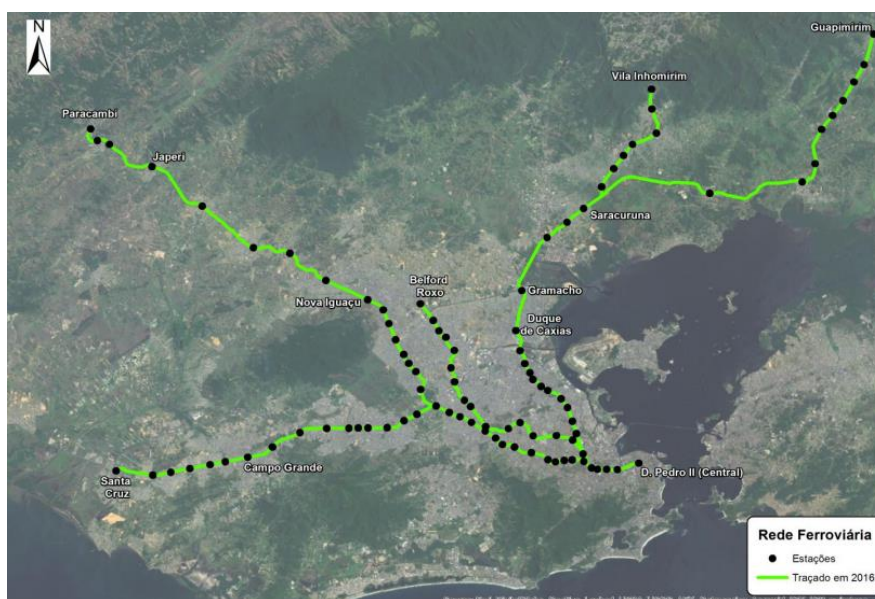 N
Guapimirim
Vila Inhomirim
Paracambi
Japeri
Saracuruna
Belford
Roxo
Gramacho
Nova Iguaçu
Duque
de Caxias
Campo Grande
D. Pedro II (Central)
Santa
Cruz
Rede Ferroviária
Estações
Traçado em 2016